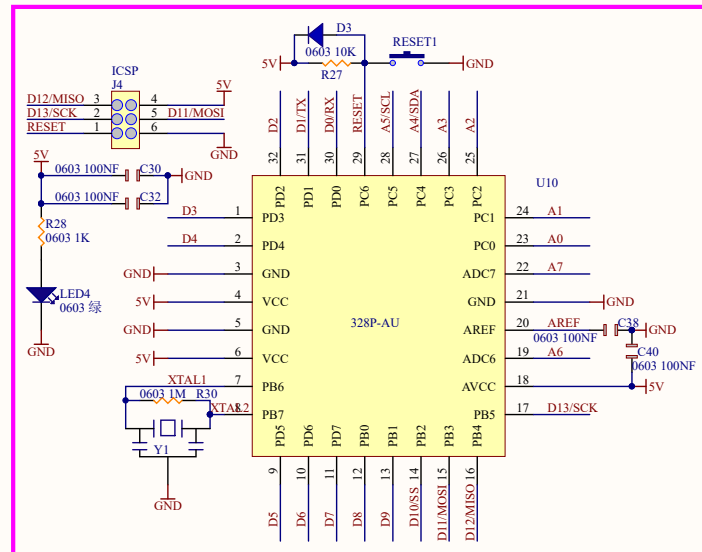 D3
0603 10K
R27
5V
RESET1
GND
ICSP
J4
D12/MISO 3 4 5V
D13/SCK 2 5 D11/MOSI
RESET 1 6
GND
5V
0603 100NF C30
GND
0603 100NF C32
R28
0603 1K
LED4
0603 绿
GND
D2 D1/TX D0/RX RESET A5/SCL A4/SDA A3 A2
32 31 30 29 28 27 26 25
PD2 PD1 PD0 PC6 PC5 PC4 PC3 PC2
U10
328P-AU
D3 1 PD3
D4 2 PD4
GND 3 GND
5V 4 VCC
GND 5 GND
5V 6 VCC
XTAL1 7 PB6
XTAL2 8 PB7
0603 1M R30
Y1
GND
PC1 24 A1
PC0 23 A0
ADC7 22 A7
GND 21 GND
AREF 20 AREF C38 GND
0603 100NF
ADC6 19 A6
C40
0603 100NF
AVCC 18 5V
PB5 17 D13/SCK
PD5 PD6 PD7 PB0 PB1 PB2 PB3 PB4
9 10 11 12 13 14 15 16
D5 D6 D7 D8 D9 D10/SS D11/MOSI D12/MISO